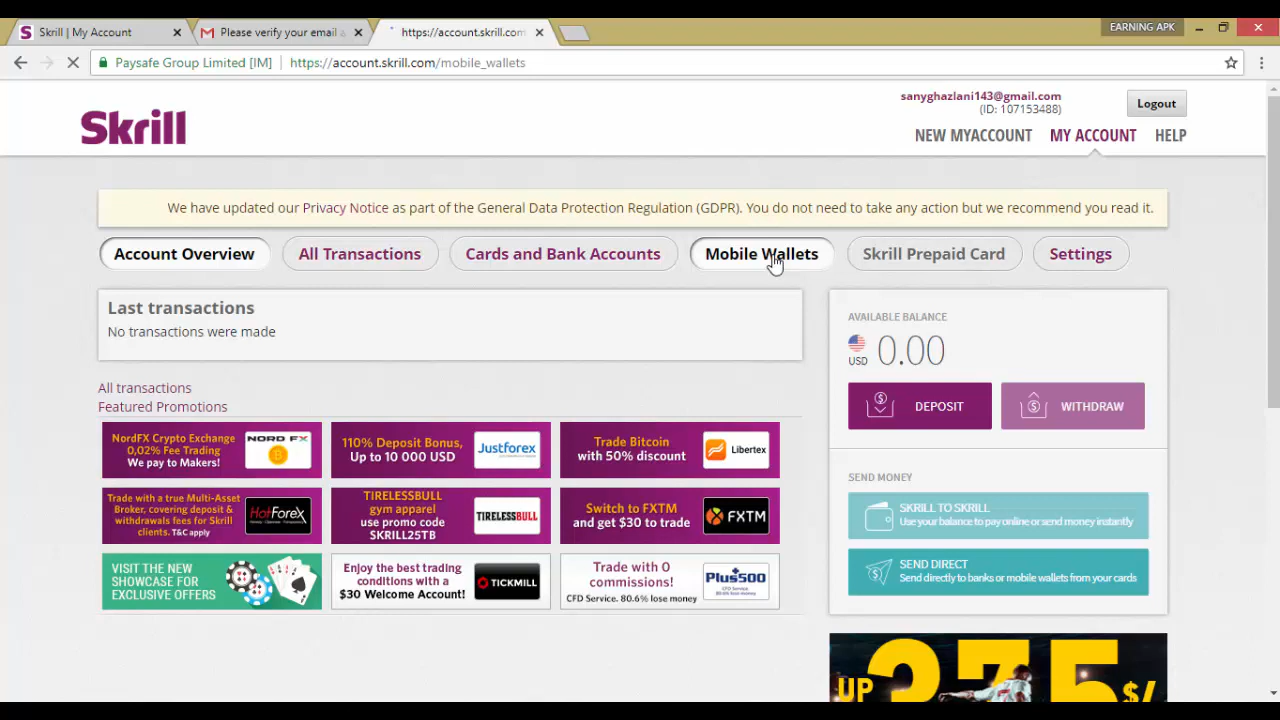 Skrill | My Account
Please verify your email a
https://account.skrill.com
EARNING APK
Paysafe Group Limited [IM]
https://account.skrill.com/mobile_wallets
Skrill
sanyghazlani143@gmail.com
(ID: 107153488)
Logout
NEW MYACCOUNT
MY ACCOUNT
HELP
We have updated our Privacy Notice as part of the General Data Protection Regulation (GDPR). You do not need to take any action but we recommend you read it.
Account Overview
All Transactions
Cards and Bank Accounts
Mobile Wallets
Skrill Prepaid Card
Settings
Last transactions
No transactions were made
All transactions
Featured Promotions
NordFX Crypto Exchange
0,02% Fee Trading
We pay to Makers!
NORD FX
110% Deposit Bonus,
Up to 10 000 USD
Justforex
Trade Bitcoin
with 50% discount
Libertex
Trade with a true Multi-Asset
Broker, covering deposit &
withdrawals fees for Skrill
clients. T&C apply
HotForex
TIRELESSBULL
gym apparel
use promo code
SKRILL25TB
TIRELESSBULL
Switch to FXTM
and get $30 to trade
FXTM
VISIT THE NEW
SHOWCASE FOR
EXCLUSIVE OFFERS
Enjoy the best trading
conditions with a
$30 Welcome Account!
TICKMILL
Trade with 0
commissions!
CFD Service. 80.6% lose money
Plus500
CFD Service
AVAILABLE BALANCE
USD
0.00
DEPOSIT
WITHDRAW
SEND MONEY
SKRILL TO SKRILL
Use your balance to pay online or send money instantly
SEND DIRECT
Send directly to banks or mobile wallets from your cards
UP
375
$/